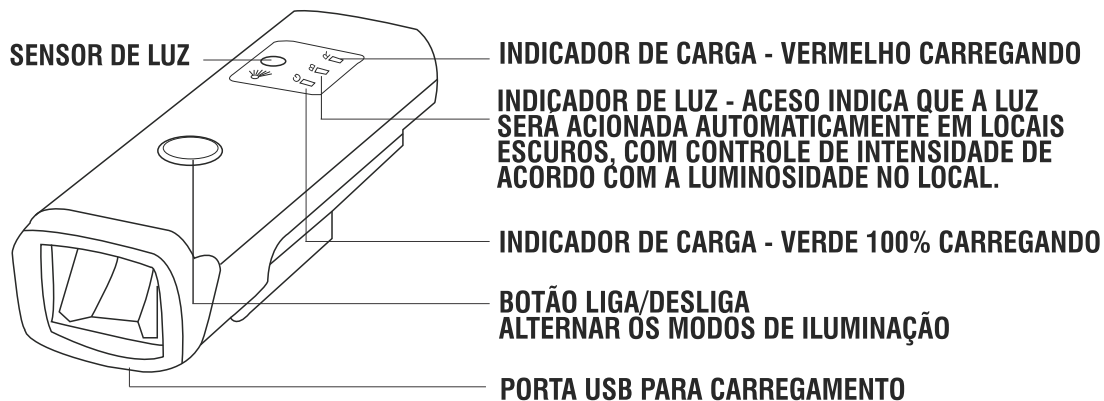 SENSOR DE LUZ
R
B
G
INDICADOR DE CARGA - VERMELHO CARREGANDO
INDICADOR DE LUZ - ACESO INDICA QUE A LUZ
SERÁ ACIONADA AUTOMATICAMENTE EM LOCAIS
ESCUROS, COM CONTROLE DE INTENSIDADE DE
ACORDO COM A LUMINOSIDADE NO LOCAL.
INDICADOR DE CARGA - VERDE 100% CARREGANDO
BOTÃO LIGA/DESLIGA
ALTERNAR OS MODOS DE ILUMINAÇÃO
PORTA USB PARA CARREGAMENTO